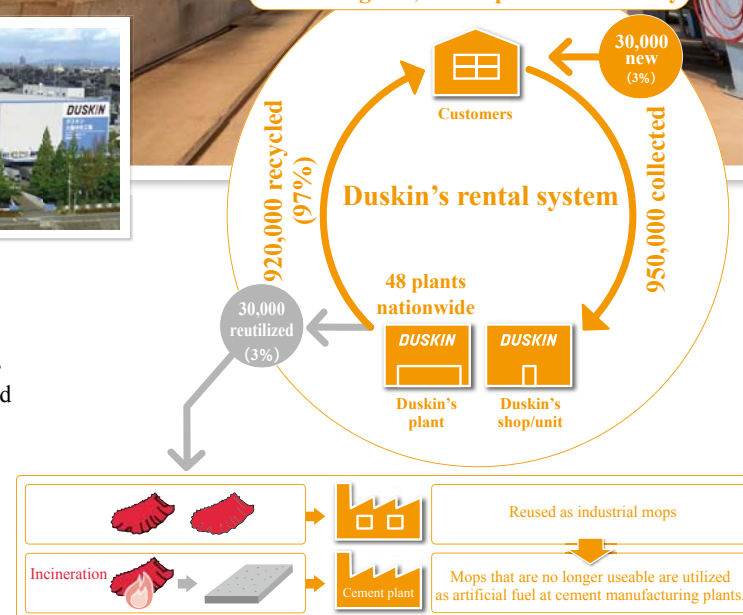 DUSKIN
30,000
new
(3%)
Customers
920,000 recycled
(97%)
Duskin's rental system
950,000 collected
48 plants
nationwide
30,000
reutilized
(3%)
DUSKIN
DUSKIN
Duskin's
plant
Duskin's
shop/unit
Reused as industrial mops
Incineration
Cement plant
Mops that are no longer useable are utilized
as artificial fuel at cement manufacturing plants.